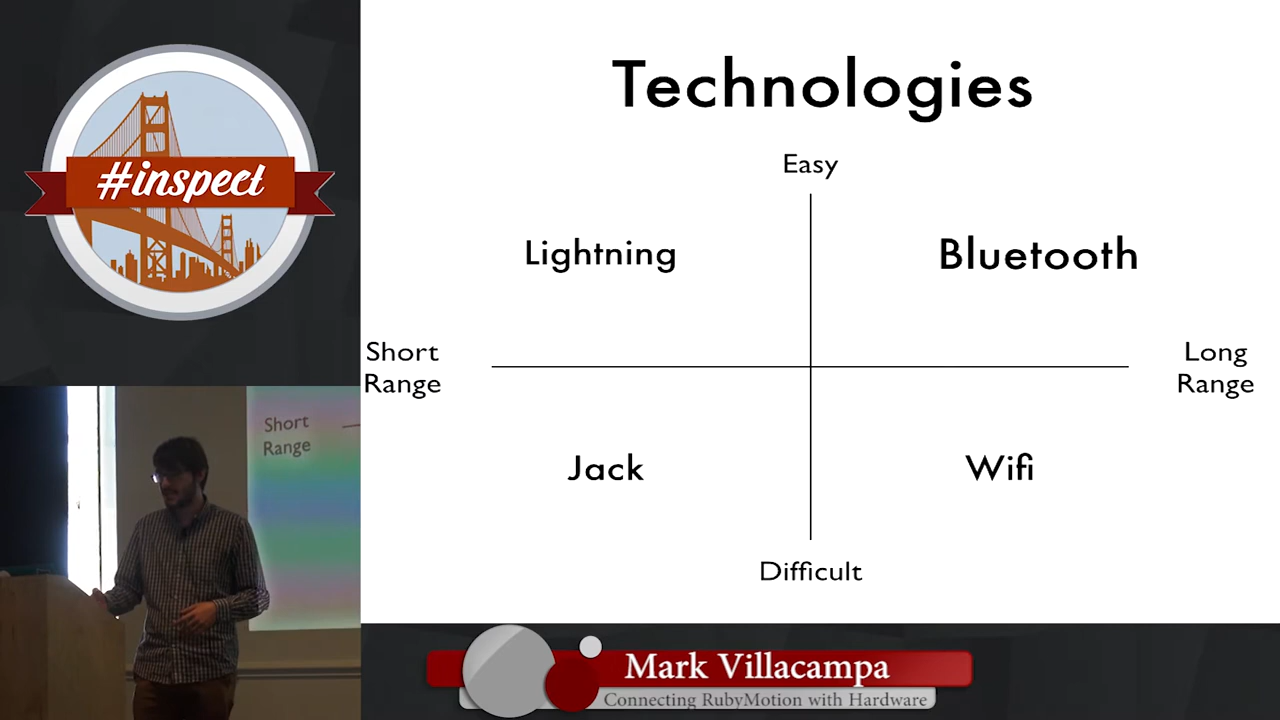 #inspect
Technologies
Easy
Lightning
Bluetooth
Short
Range
Long
Range
Jack
Wifi
Difficult
Short
Range
Mark Villacampa
Connecting RubyMotion with Hardware